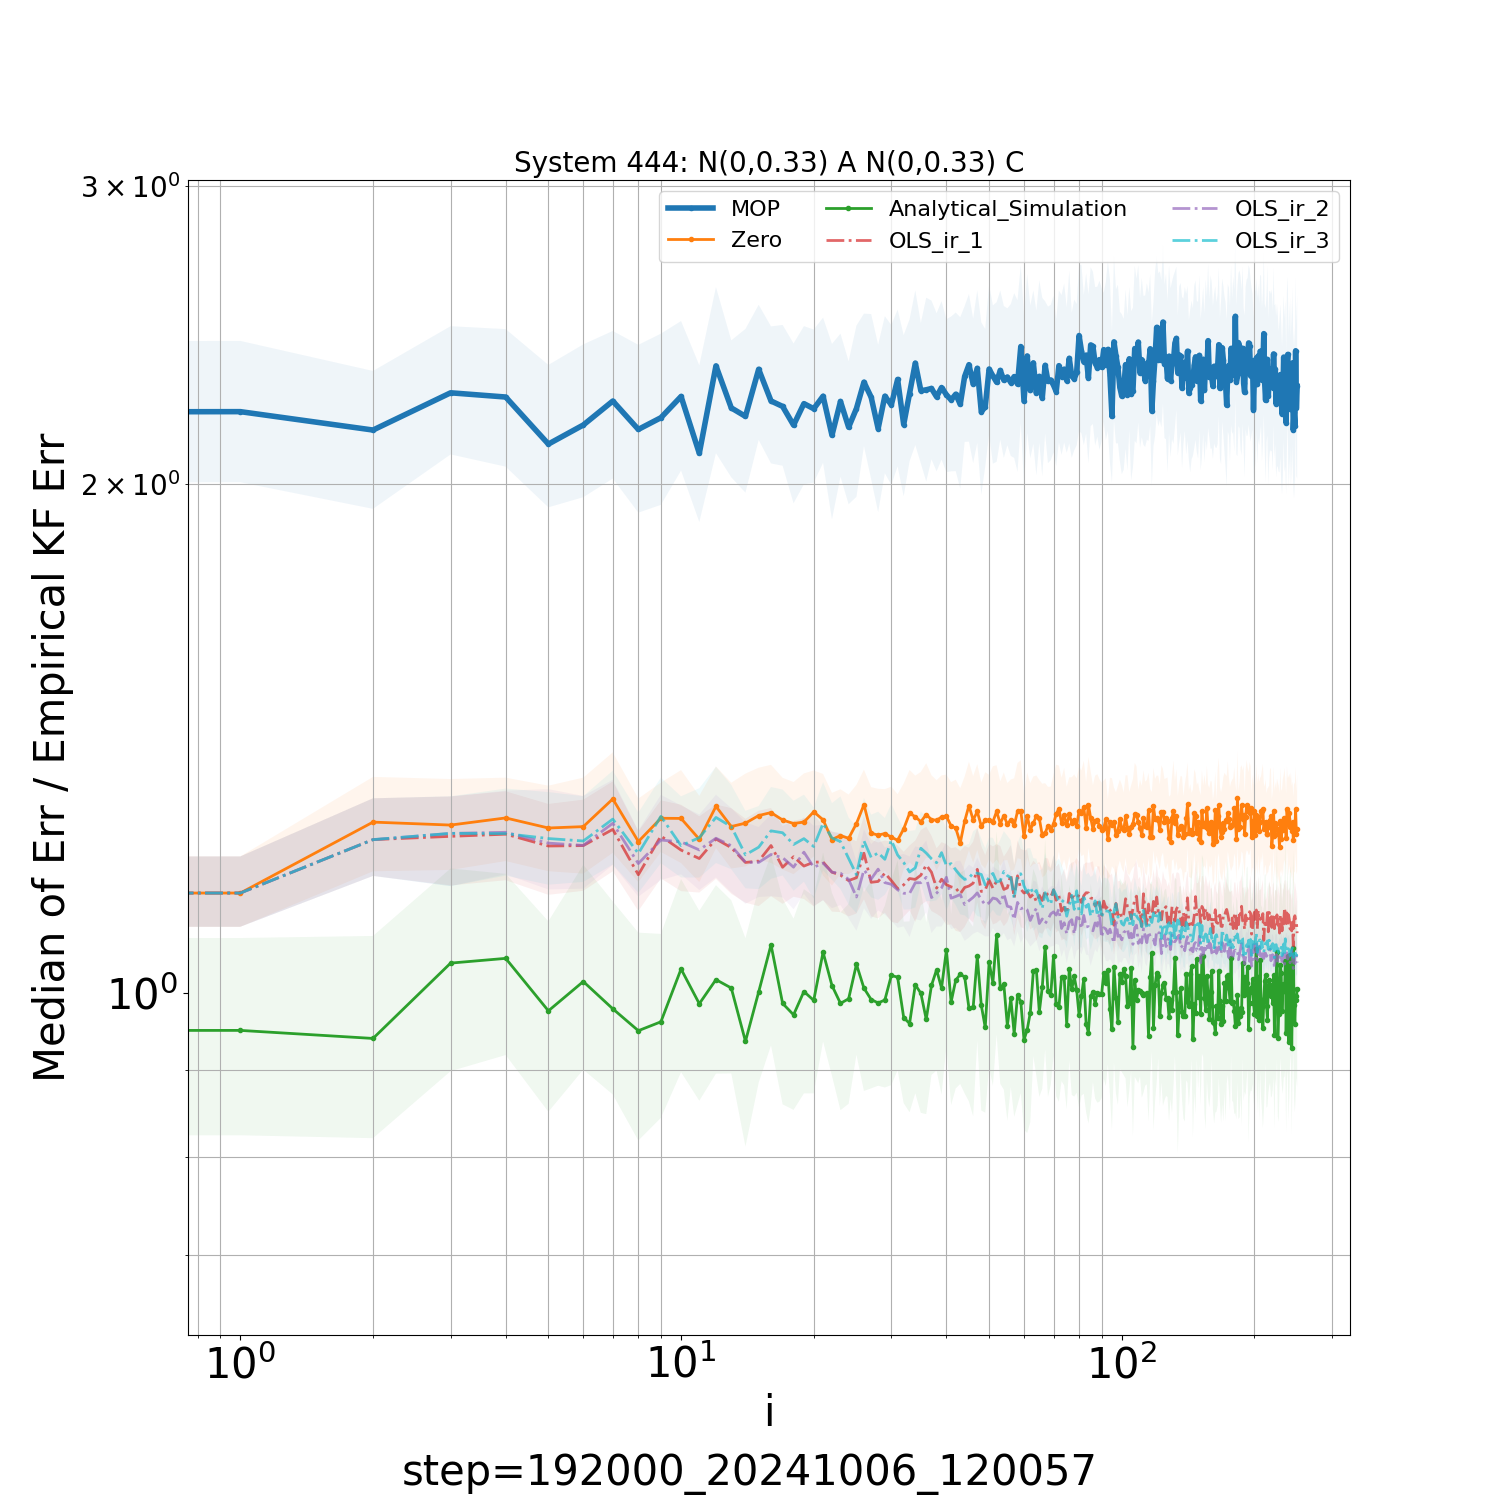 System 444: N(0,0.33) A N(0,0.33) C
3 × 10⁰
MOP
Zero
Analytical_Simulation
OLS_ir_1
OLS_ir_2
OLS_ir_3
2 × 10⁰
10⁰
Median of Err / Empirical KF Err
10⁰ 10¹ 10²
i
step=192000_20241006_120057